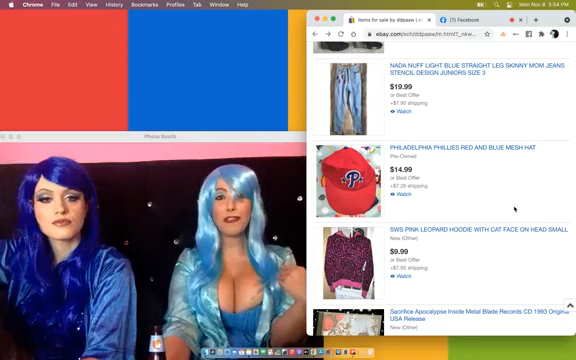 Chrome File Edit View History Bookmarks Profiles Tab Window Help
Mon Nov 8 3:54 PM
Items for sale by ddpaaw
(7) Facebook
ebay.com/sch/ddpaaw/m.html?_nkw...
NADA NUFF LIGHT BLUE STRAIGHT LEG SKINNY MOM JEANS
STENCIL DESIGN JUNIORS SIZE 3
$19.99
or Best Offer
+$7.95 shipping
Watch
Photo Booth
PHILADELPHIA PHILLIES RED AND BLUE MESH HAT
Pre-Owned
$14.99
or Best Offer
+$7.28 shipping
Watch
P
SWS PINK LEOPARD HOODIE WITH CAT FACE ON HEAD SMALL
New (Other)
$9.99
or Best Offer
+$7.95 shipping
Watch
Sacrifice Apocalypse Inside Metal Blade Records CD 1993 Original
USA Release
New (Other)